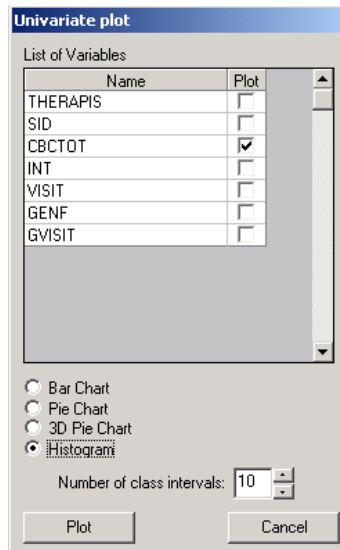 Univariate plot
List of Variables
Name Plot
THERAPIS
SID
CBCTOT
INT
VISIT
GENF
GVISIT
Bar Chart
Pie Chart
3D Pie Chart
Histogram
Number of class intervals: 10
Plot Cancel